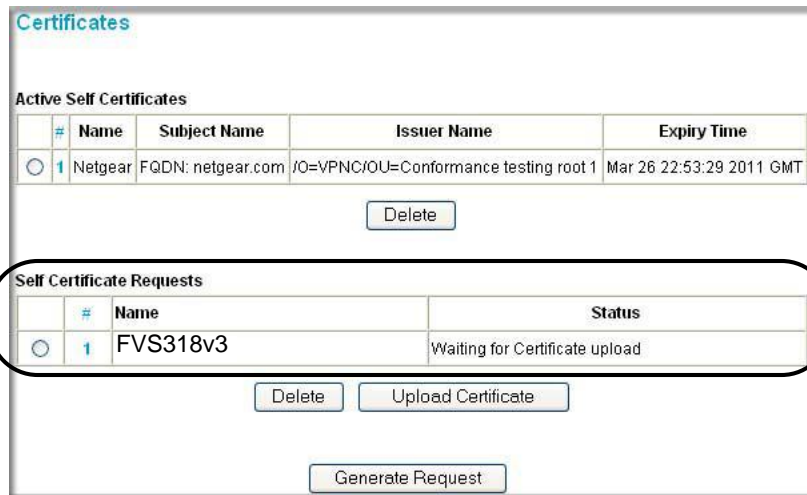 Certificates
Active Self Certificates
# Name Subject Name Issuer Name Expiry Time
1 Netgear FQDN: netgear.com /O=VPNC/OU=Conformance testing root 1 Mar 26 22:53:29 2011 GMT
Delete
Self Certificate Requests
# Name Status
1 FVS318v3 Waiting for Certificate upload
Delete Upload Certificate
Generate Request